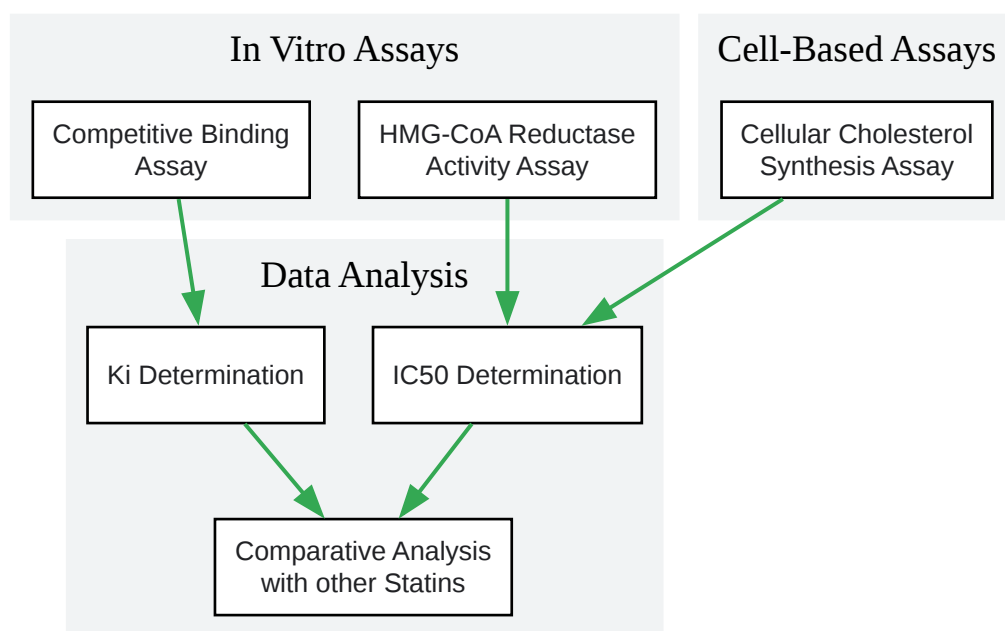 In Vitro Assays
Cell-Based Assays
Competitive Binding
Assay
HMG-CoA Reductase
Activity Assay
Cellular Cholesterol
Synthesis Assay
Data Analysis
Ki Determination
IC50 Determination
Comparative Analysis
with other Statins